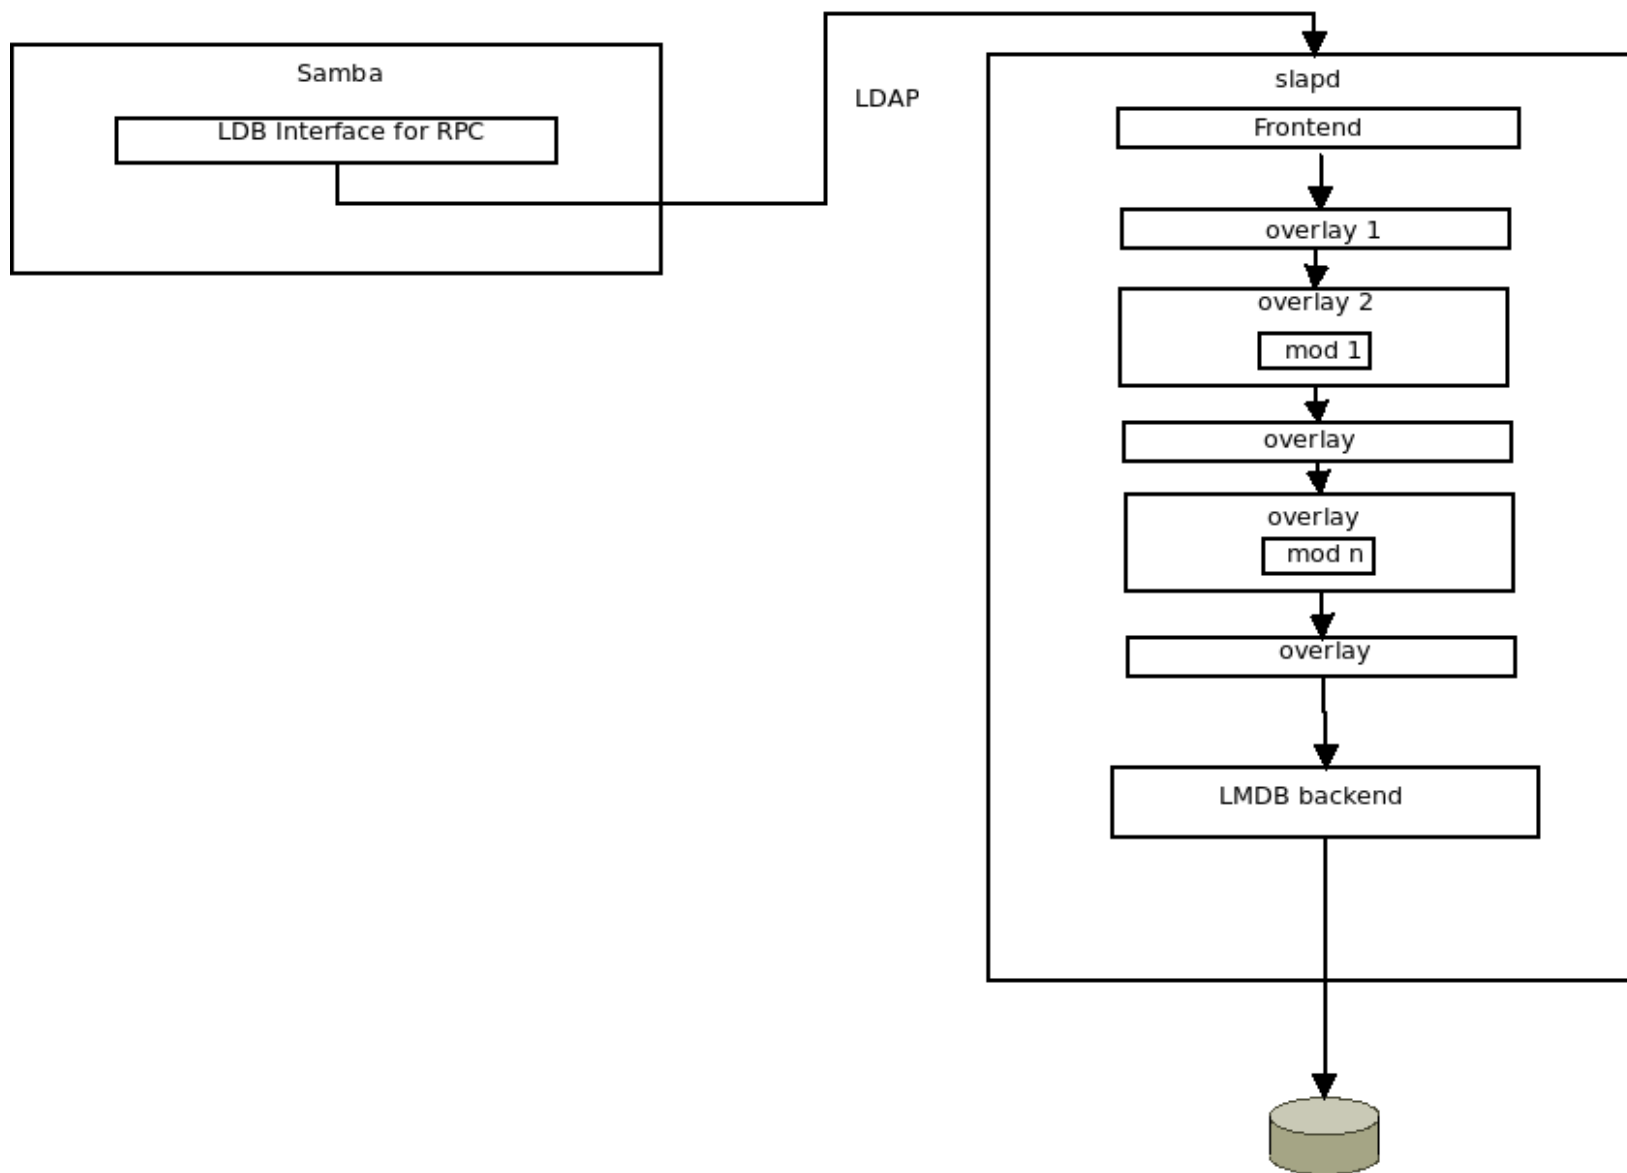 Samba
LDB Interface for RPC
LDAP
slapd
Frontend
overlay 1
overlay 2
mod 1
overlay
overlay
mod n
overlay
LMDB backend